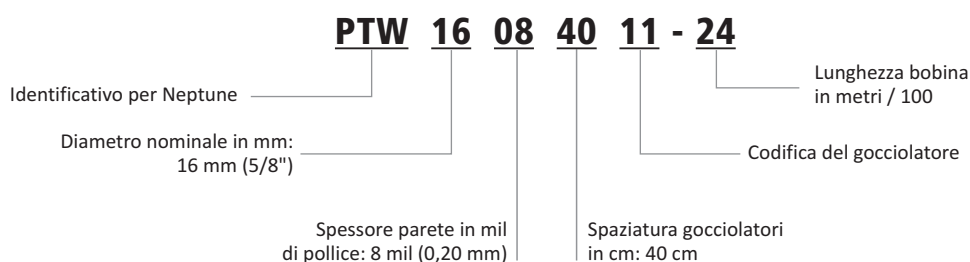 PTW 16 08 40 11 - 24
Lunghezza bobina
in metri / 100
Identificativo per Neptune
Diametro nominale in mm:
16 mm (5/8")
Codifica del gocciolatore
Spessore parete in mil
di pollice: 8 mil (0,20 mm)
Spaziatura gocciolatori
in cm: 40 cm